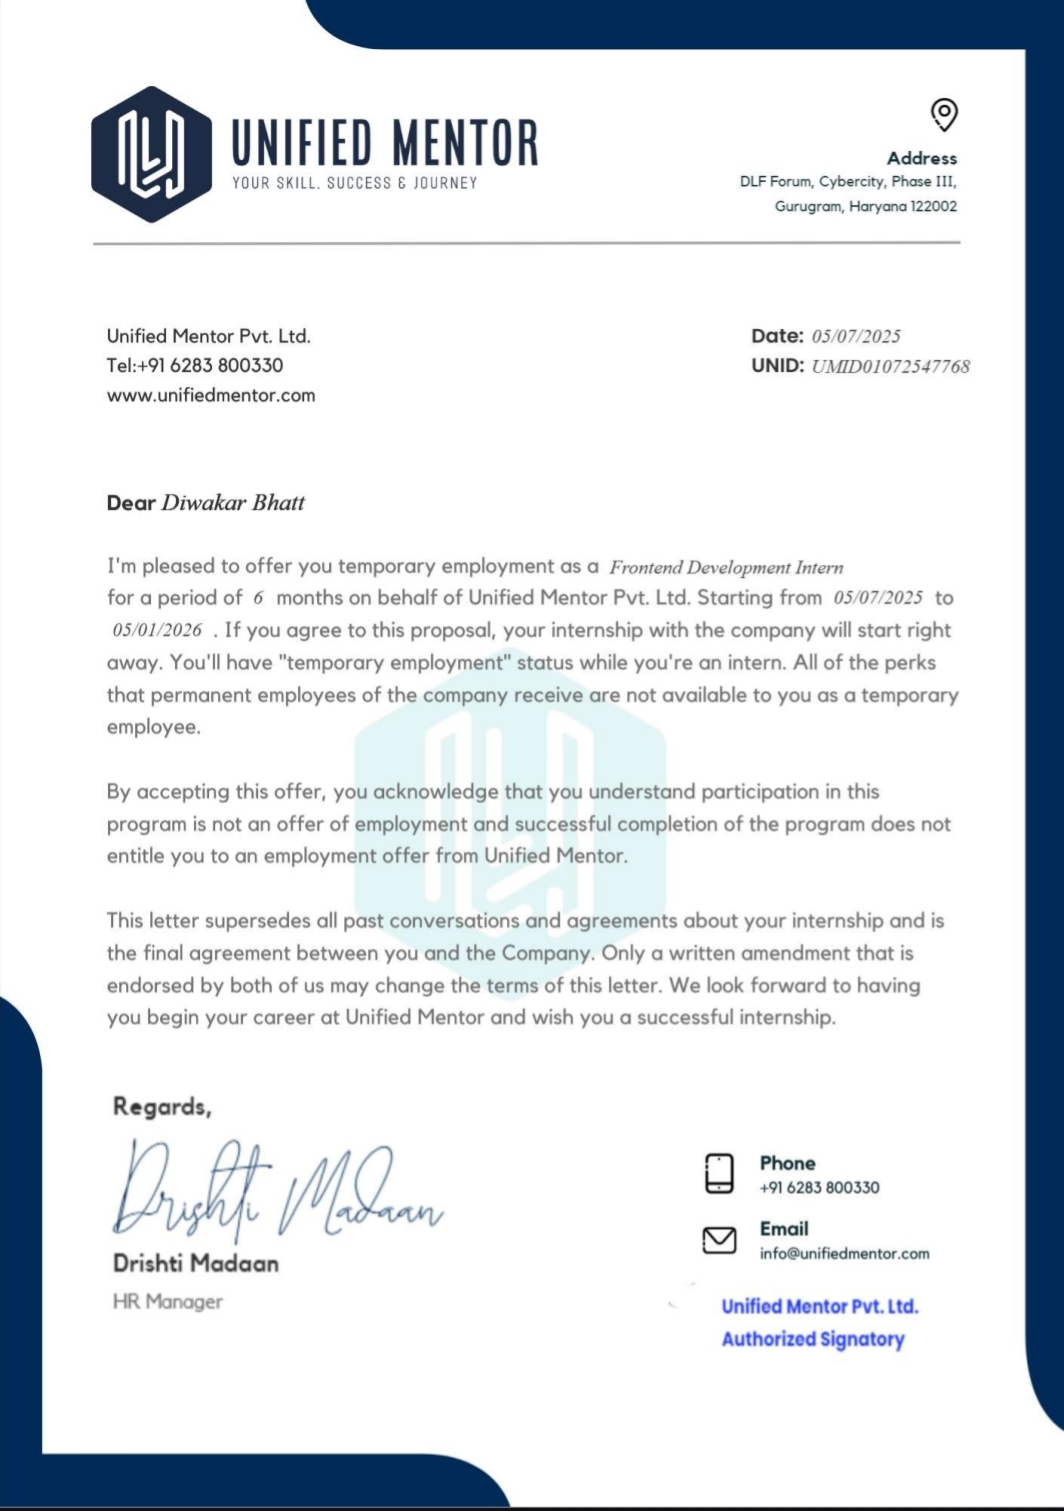 UNIFIED MENTOR
YOUR SKILL, SUCCESS & JOURNEY
Address
DLF Forum, Cybercity, Phase III,
Gurugram, Haryana 122002
Unified Mentor Pvt. Ltd.
Tel:+91 6283 800330
www.unifiedmentor.com
Date: 05/07/2025
UNID: UMID01072547768
Dear Diwakar Bhatt
I'm pleased to offer you temporary employment as a Frontend Development Intern
for a period of 6 months on behalf of Unified Mentor Pvt. Ltd. Starting from 05/07/2025 to
05/01/2026 . If you agree to this proposal, your internship with the company will start right
away. You'll have "temporary employment" status while you're an intern. All of the perks
that permanent employees of the company receive are not available to you as a temporary
employee.
By accepting this offer, you acknowledge that you understand participation in this
program is not an offer of employment and successful completion of the program does not
entitle you to an employment offer from Unified Mentor.
This letter supersedes all past conversations and agreements about your internship and is
the final agreement between you and the Company. Only a written amendment that is
endorsed by both of us may change the terms of this letter. We look forward to having
you begin your career at Unified Mentor and wish you a successful internship.
Regards,
Drishti Madaan
Drishti Madaan
HR Manager
Phone
+91 6283 800330
Email
info@unifiedmentor.com
Unified Mentor Pvt. Ltd.
Authorized Signatory